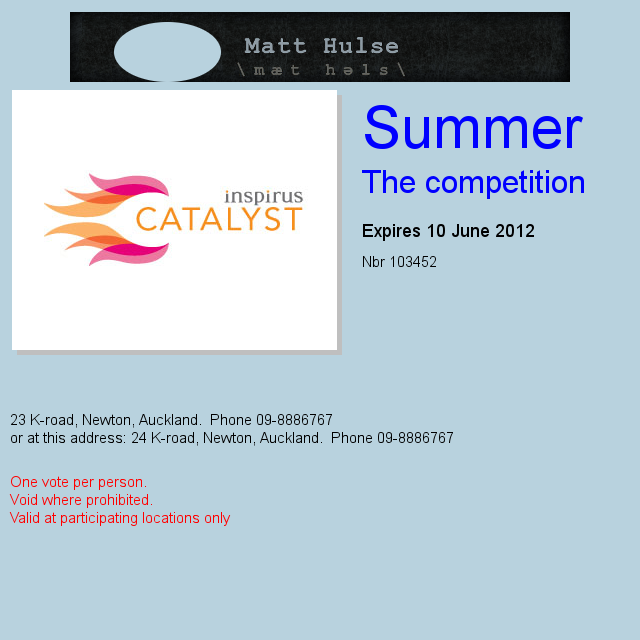 Matt Hulse
\mæt həls\
inspirus
CATALYST
Summer
The competition
Expires 10 June 2012
Nbr 103452
23 K-road, Newton, Auckland.  Phone 09-8886767
or at this address: 24 K-road, Newton, Auckland.  Phone 09-8886767
One vote per person.
Void where prohibited.
Valid at participating locations only